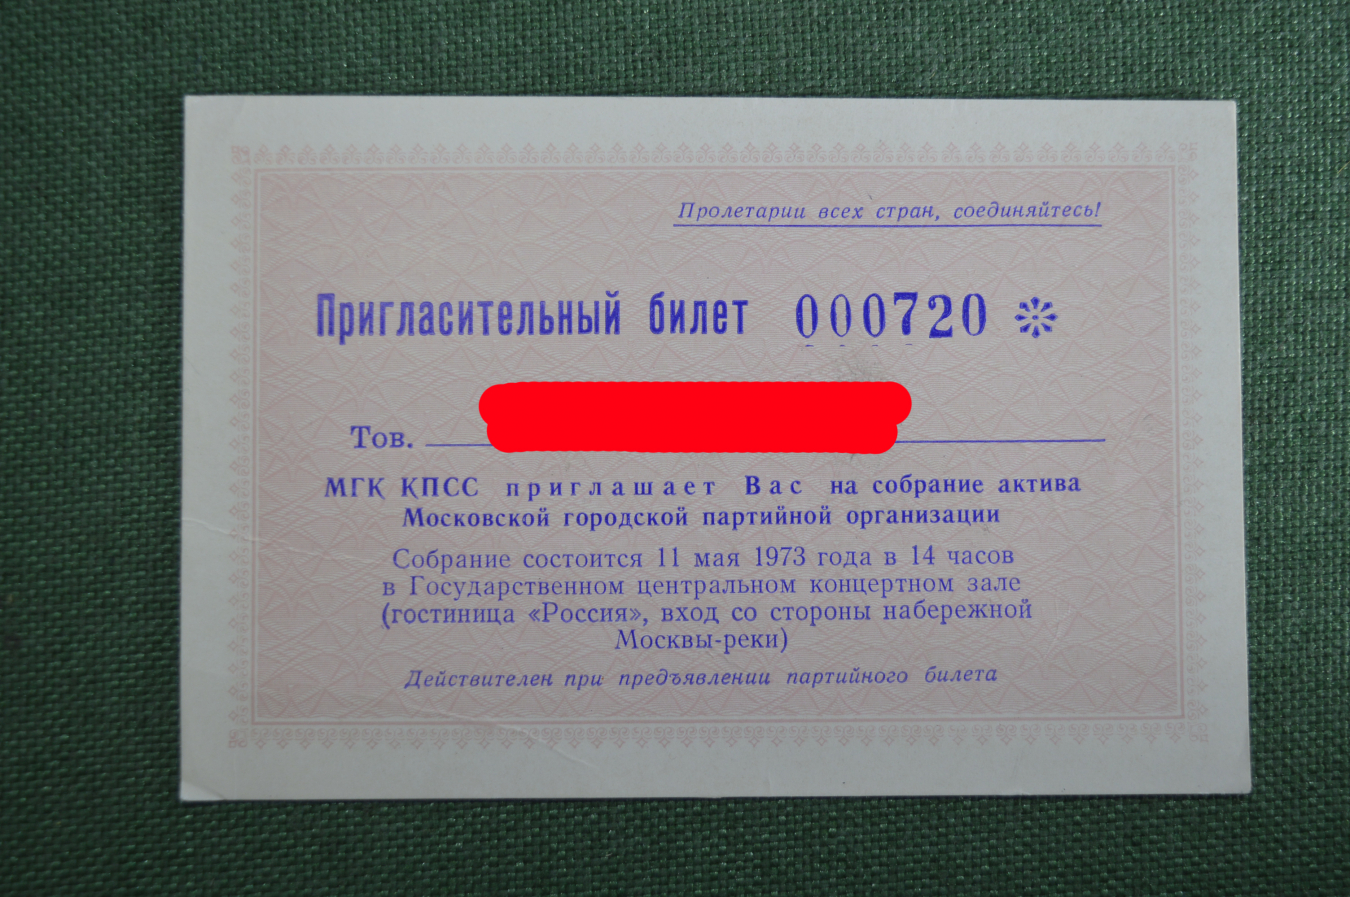 Пролетарии всех стран, соединяйтесь!
Пригласительный билет 000720
Тов.
МГК КПСС приглашает Вас на собрание актива
Московской городской партийной организации
Собрание состоится 11 мая 1973 года в 14 часов
в Государственном центральном концертном зале
(гостиница «Россия», вход со стороны набережной
Москвы-реки)
Действителен при предъявлении партийного билета